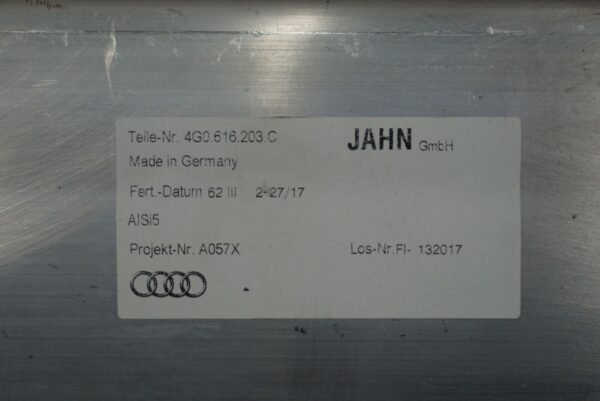 Teile-Nr. 4G0.616.203 C
JAHN GmbH
Made in Germany
Fert.-Datum 62 III 2-27/17
AlSi5
Projekt-Nr. A057X
Los-Nr.FI- 132017